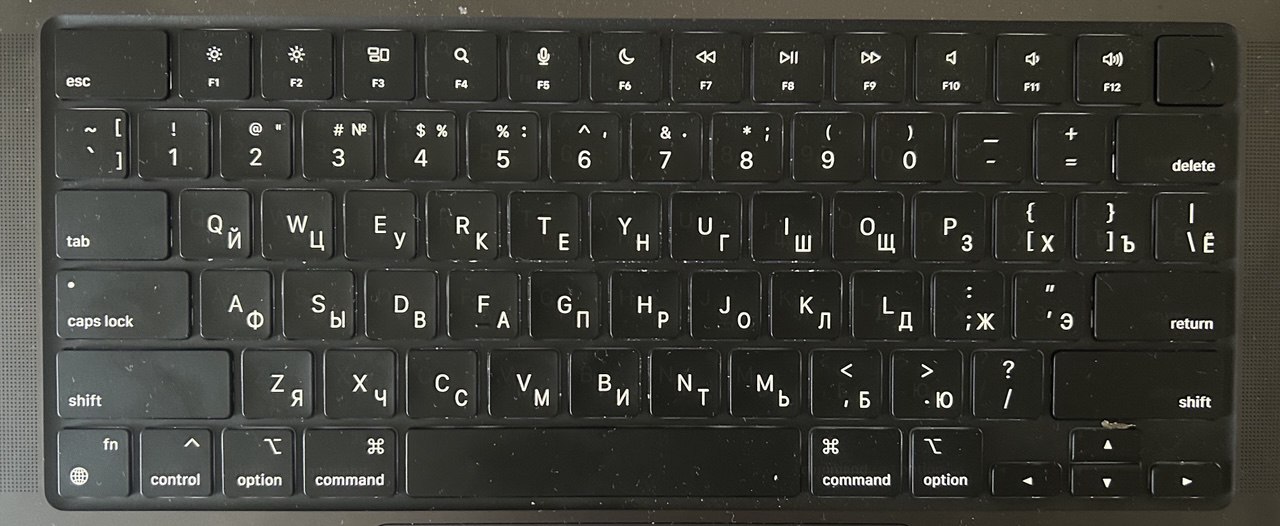 esc F1 F2 F3 F4 F5 F6 F7 F8 F9 F10 F11 F12
~ [ ! @ " # № $ % % : ^ , & . * ; ( ) _ +
` ] 1 2 3 4 5 6 7 8 9 0 - = delete
{ } |
tab Q Й W Ц E У R К T Е Y Н U Г I Ш O Щ P З [ Х ] Ъ \ Ё
: "
caps lock A Ф S Ы D В F А G П H Р J О K Л L Д ; Ж ' Э return
< > ?
shift Z Я X Ч C С V М B И N Т M Ь , Б . Ю / shift
fn ^ ⌥ ⌘ ⌘ ⌥ ▲
control option command command option ◀ ▼ ▶